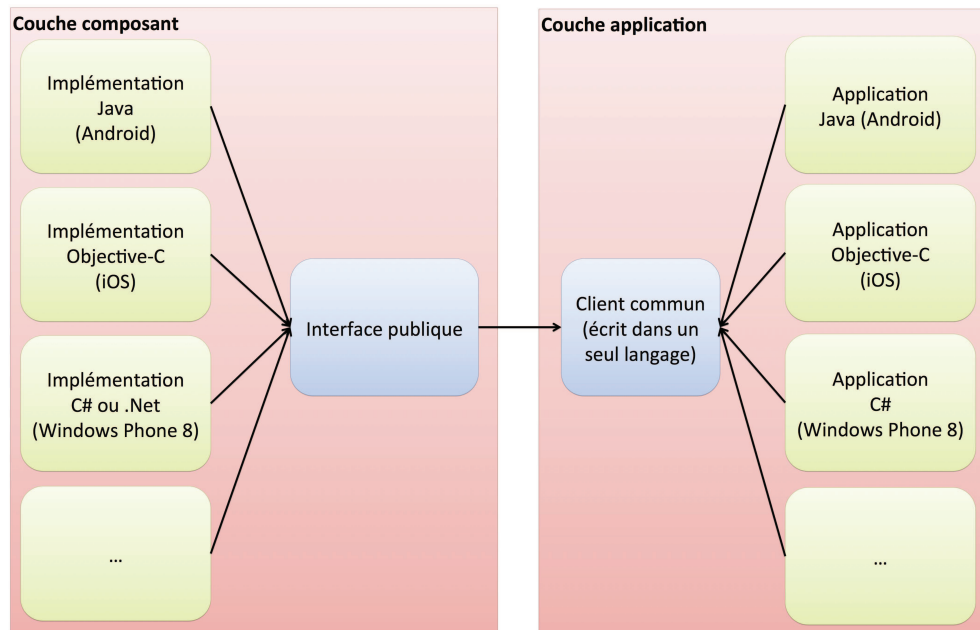 Couche composant
Implémentation
Java
(Android)
Implémentation
Objective-C
(iOS)
Implémentation
C# ou .Net
(Windows Phone 8)
...
Interface publique
Couche application
Client commun
(écrit dans un
seul langage)
Application
Java (Android)
Application
Objective-C
(iOS)
Application
C#
(Windows Phone 8)
...